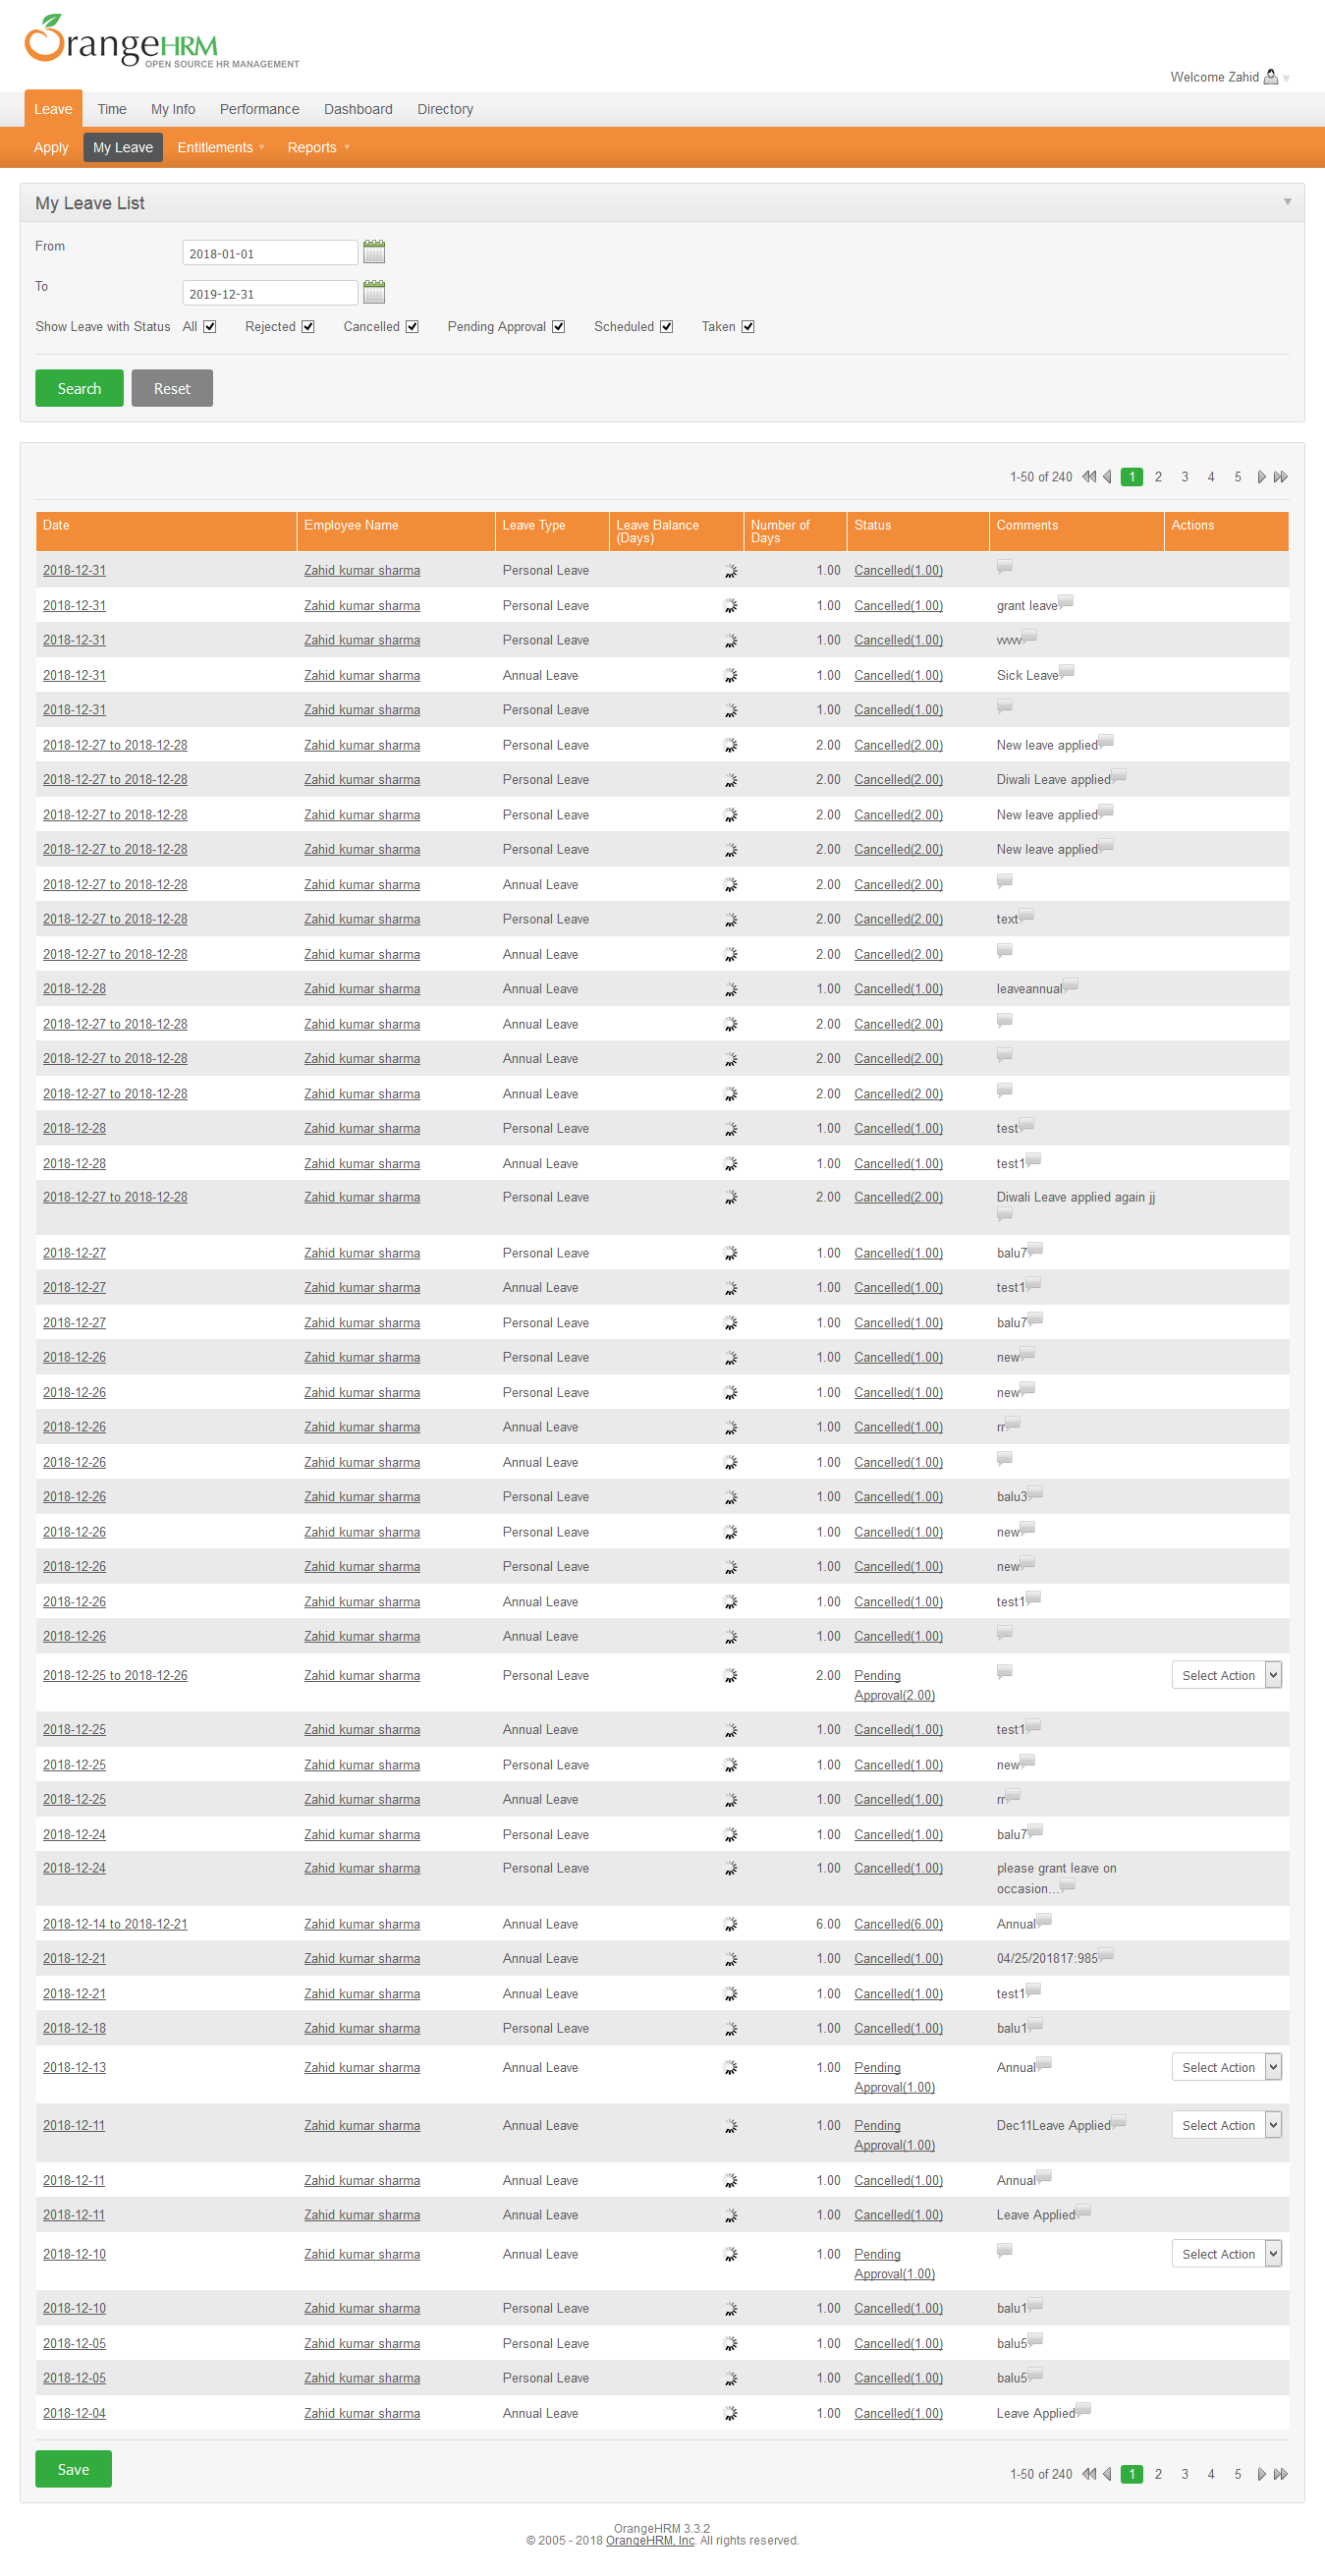 OrangeHRM
OPEN SOURCE HR MANAGEMENT
Welcome Zahid
Leave Time My Info Performance Dashboard Directory
Apply My Leave Entitlements Reports
My Leave List
From 2018-01-01
To 2019-12-31
Show Leave with Status All Rejected Cancelled Pending Approval Scheduled Taken
Search Reset
1-50 of 240 1 2 3 4 5
Date Employee Name Leave Type Leave Balance (Days) Number of Days Status Comments Actions
2018-12-31 Zahid kumar sharma Personal Leave 1.00 Cancelled(1.00)
2018-12-31 Zahid kumar sharma Personal Leave 1.00 Cancelled(1.00) grant leave
2018-12-31 Zahid kumar sharma Personal Leave 1.00 Cancelled(1.00)
2018-12-31 Zahid kumar sharma Annual Leave 1.00 Cancelled(1.00) Sick Leave
2018-12-31 Zahid kumar sharma Personal Leave 1.00 Cancelled(1.00)
2018-12-27 to 2018-12-28 Zahid kumar sharma Personal Leave 2.00 Cancelled(2.00) New leave applied
2018-12-27 to 2018-12-28 Zahid kumar sharma Personal Leave 2.00 Cancelled(2.00) Diwali Leave applied
2018-12-27 to 2018-12-28 Zahid kumar sharma Personal Leave 2.00 Cancelled(2.00) New leave applied
2018-12-27 to 2018-12-28 Zahid kumar sharma Personal Leave 2.00 Cancelled(2.00) New leave applied
2018-12-27 to 2018-12-28 Zahid kumar sharma Annual Leave 2.00 Cancelled(2.00)
2018-12-27 to 2018-12-28 Zahid kumar sharma Personal Leave 2.00 Cancelled(2.00) text
2018-12-27 to 2018-12-28 Zahid kumar sharma Annual Leave 2.00 Cancelled(2.00)
2018-12-28 Zahid kumar sharma Annual Leave 1.00 Cancelled(1.00) leaveannual
2018-12-27 to 2018-12-28 Zahid kumar sharma Annual Leave 2.00 Cancelled(2.00)
2018-12-27 to 2018-12-28 Zahid kumar sharma Annual Leave 2.00 Cancelled(2.00)
2018-12-27 to 2018-12-28 Zahid kumar sharma Annual Leave 2.00 Cancelled(2.00)
2018-12-28 Zahid kumar sharma Personal Leave 1.00 Cancelled(1.00) test
2018-12-28 Zahid kumar sharma Annual Leave 1.00 Cancelled(1.00) test1
2018-12-27 to 2018-12-28 Zahid kumar sharma Personal Leave 2.00 Cancelled(2.00) Diwali Leave applied again jj
2018-12-27 Zahid kumar sharma Personal Leave 1.00 Cancelled(1.00) balu7
2018-12-27 Zahid kumar sharma Annual Leave 1.00 Cancelled(1.00) test1
2018-12-27 Zahid kumar sharma Personal Leave 1.00 Cancelled(1.00) balu7
2018-12-26 Zahid kumar sharma Personal Leave 1.00 Cancelled(1.00) new
2018-12-26 Zahid kumar sharma Personal Leave 1.00 Cancelled(1.00) new
2018-12-26 Zahid kumar sharma Annual Leave 1.00 Cancelled(1.00) rr
2018-12-26 Zahid kumar sharma Annual Leave 1.00 Cancelled(1.00)
2018-12-26 Zahid kumar sharma Personal Leave 1.00 Cancelled(1.00) balu3
2018-12-26 Zahid kumar sharma Personal Leave 1.00 Cancelled(1.00) new
2018-12-26 Zahid kumar sharma Personal Leave 1.00 Cancelled(1.00) new
2018-12-26 Zahid kumar sharma Annual Leave 1.00 Cancelled(1.00) test1
2018-12-26 Zahid kumar sharma Annual Leave 1.00 Cancelled(1.00)
2018-12-25 to 2018-12-26 Zahid kumar sharma Personal Leave 2.00 Pending Select Action
Approval(2.00)
2018-12-25 Zahid kumar sharma Annual Leave 1.00 Cancelled(1.00) test1
2018-12-25 Zahid kumar sharma Personal Leave 1.00 Cancelled(1.00) new
2018-12-25 Zahid kumar sharma Annual Leave 1.00 Cancelled(1.00) rr
2018-12-24 Zahid kumar sharma Personal Leave 1.00 Cancelled(1.00) balu7
2018-12-24 Zahid kumar sharma Personal Leave 1.00 Cancelled(1.00) please grant leave on
occasion...
2018-12-14 to 2018-12-21 Zahid kumar sharma Annual Leave 6.00 Cancelled(6.00) Annual
2018-12-21 Zahid kumar sharma Annual Leave 1.00 Cancelled(1.00) 04/25/201817:985
2018-12-21 Zahid kumar sharma Annual Leave 1.00 Cancelled(1.00) test1
2018-12-18 Zahid kumar sharma Personal Leave 1.00 Cancelled(1.00) balu1
2018-12-13 Zahid kumar sharma Annual Leave 1.00 Pending Annual Select Action
Approval(1.00)
2018-12-11 Zahid kumar sharma Annual Leave 1.00 Pending Dec11Leave Applied Select Action
Approval(1.00)
2018-12-11 Zahid kumar sharma Annual Leave 1.00 Cancelled(1.00) Annual
2018-12-11 Zahid kumar sharma Annual Leave 1.00 Cancelled(1.00) Leave Applied
2018-12-10 Zahid kumar sharma Annual Leave 1.00 Pending Select Action
Approval(1.00)
2018-12-10 Zahid kumar sharma Personal Leave 1.00 Cancelled(1.00) balu1
2018-12-05 Zahid kumar sharma Personal Leave 1.00 Cancelled(1.00) balu5
2018-12-05 Zahid kumar sharma Personal Leave 1.00 Cancelled(1.00) balu5
2018-12-04 Zahid kumar sharma Annual Leave 1.00 Cancelled(1.00) Leave Applied
Save 1-50 of 240 1 2 3 4 5
OrangeHRM 3.3.2
© 2005 - 2018 OrangeHRM, Inc. All rights reserved.